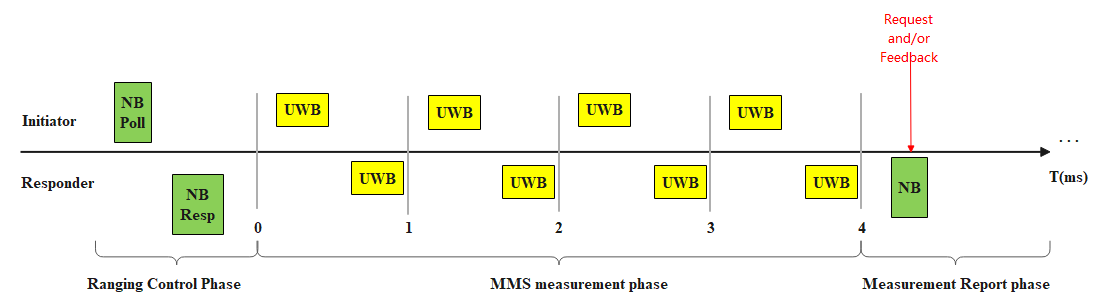 Request
and/or
Feedback
NB
Poll
UWB
UWB
UWB
UWB
Initiator
...
Responder
NB
Resp
UWB
UWB
UWB
UWB
NB
T(ms)
0
1
2
3
4
Ranging Control Phase
MMS measurement phase
Measurement Report phase